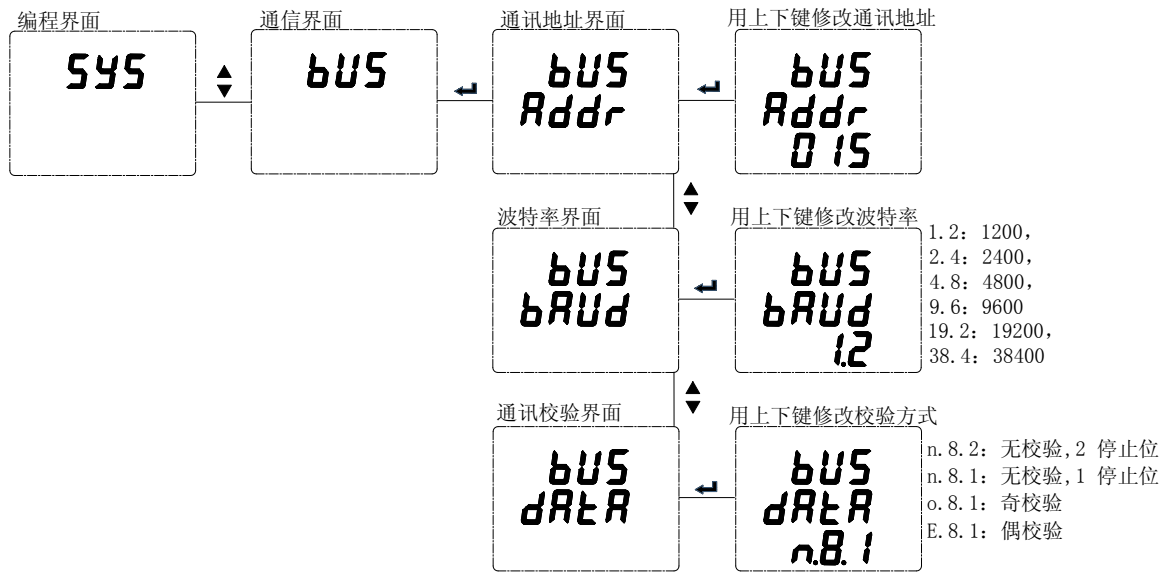 编程界面
SYS
通信界面
bUS
通讯地址界面
bUS
Addr
用上下键修改通讯地址
bUS
Addr
015
波特率界面
bUS
bAUd
用上下键修改波特率
bUS
bAUd
1.2
1.2: 1200，
2.4: 2400，
4.8: 4800，
9.6: 9600
19.2: 19200，
38.4: 38400
通讯校验界面
bUS
dAtA
用上下键修改校验方式
bUS
dAtA
n.8.1
n.8.2: 无校验,2 停止位
n.8.1: 无校验,1 停止位
o.8.1: 奇校验
E.8.1: 偶校验